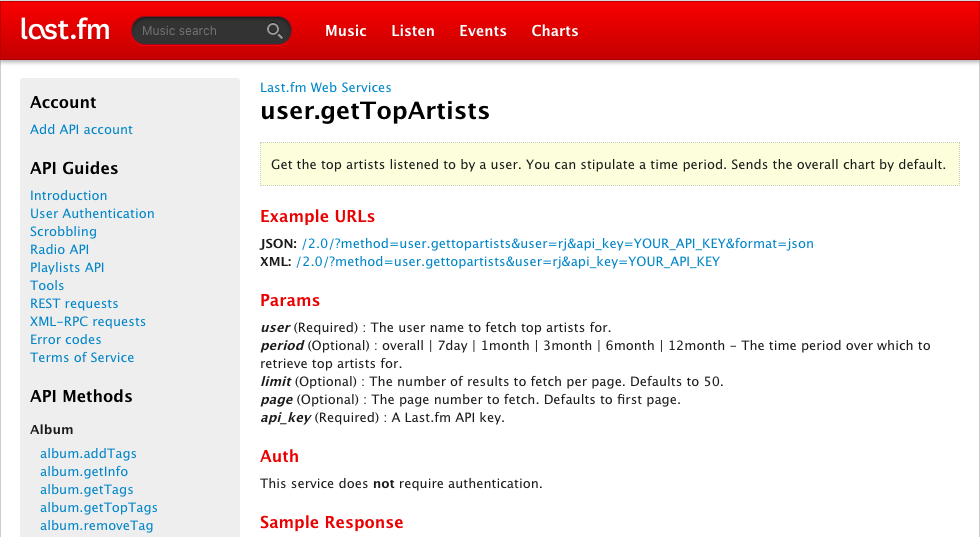 last.fm
Music search
Music
Listen
Events
Charts
Account
Add API account
API Guides
Introduction
User Authentication
Scrobbling
Radio API
Playlists API
Tools
REST requests
XML-RPC requests
Error codes
Terms of Service
API Methods
Album
album.addTags
album.getInfo
album.getTags
album.getTopTags
album.removeTag
Last.fm Web Services
user.getTopArtists
Get the top artists listened to by a user. You can stipulate a time period. Sends the overall chart by default.
Example URLs
JSON: /2.0/?method=user.gettopartists&user=rj&api_key=YOUR_API_KEY&format=json
XML: /2.0/?method=user.gettopartists&user=rj&api_key=YOUR_API_KEY
Params
user (Required) : The user name to fetch top artists for.
period (Optional) : overall | 7day | 1month | 3month | 6month | 12month - The time period over which to
retrieve top artists for.
limit (Optional) : The number of results to fetch per page. Defaults to 50.
page (Optional) : The page number to fetch. Defaults to first page.
api_key (Required) : A Last.fm API key.
Auth
This service does not require authentication.
Sample Response